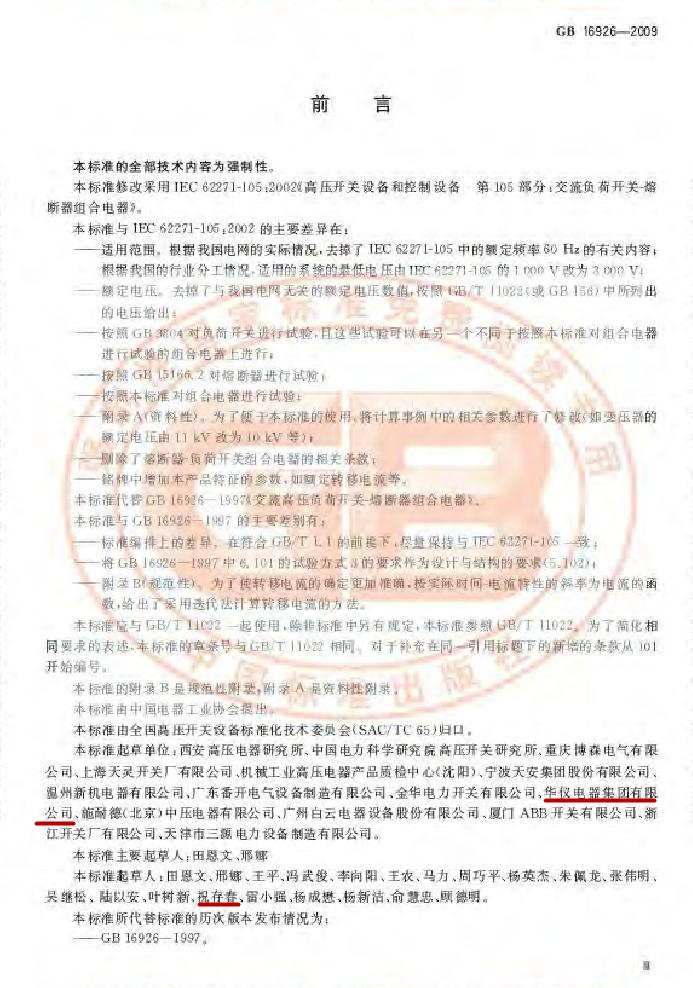 GB 16926—2009
前 言
本标准的全部技术内容为强制性。
本标准修改采用 IEC 62271-105:2002《高压开关设备和控制设备 第105部分:交流负荷开关-熔
断器组合电器》。
本标准与 IEC 62271-105:2002 的主要差异在:
——适用范围。根据我国电网的实际情况,去掉了 IEC 62271-105 中的额定频率 60 Hz 的有关内容;
根据我国的行业分工情况,适用的系统的最低电压由 IEC 62271-105 的 1 000 V 改为 3 000 V;
——额定电压。去掉了与我国电网无关的额定电压数值,按照 GB/T 11022(或 GB 156)中所列出
的电压给出;
——按照 GB 3804 对负荷开关进行试验,且这些试验可以在另一个不同于按照本标准对组合电器
进行试验的组合电器上进行;
——按照 GB 15166.2 对熔断器进行试验;
——按照本标准对组合电器进行试验;
——附录 A(资料性)。为了便于本标准的使用,将计算事例中的相关参数进行了修改(如变压器的
额定电压由 11 kV 改为 10 kV 等);
——删除了熔断器-负荷开关组合电器的相关条款;
——铭牌中增加本产品特征的参数,如额定转移电流等。
本标准代替 GB 16926—1997《交流高压负荷开关-熔断器组合电器》。
本标准与 GB 16926—1997 的主要差别有:
——标准编排上的差异。在符合 GB/T 1.1 的前提下,尽量保持与 IEC 62271-105 一致;
——将 GB 16926—1997 中 6.101 的试验方式 3 的要求作为设计与结构的要求(5.102);
——附录 B(规范性)。为了使转移电流的确定更加准确,按实际时间-电流特性的斜率为电流的函
数,给出了采用迭代法计算转移电流的方法。
本标准应与 GB/T 11022 一起使用,除非标准中另有规定,本标准参照 GB/T 11022。为了简化相
同要求的表述,本标准的章条号与 GB/T 11022 相同。对于补充在同一引用标题下的新增的条款从 101
开始编号。
本标准的附录 B 是规范性附录,附录 A 是资料性附录。
本标准由中国电器工业协会提出。
本标准由全国高压开关设备标准化技术委员会(SAC/TC 65)归口。
本标准起草单位:西安高压电器研究所、中国电力科学研究院高压开关研究所、重庆博森电气有限
公司、上海天灵开关厂有限公司、机械工业高压电器产品质检中心(沈阳)、宁波天安集团股份有限公司、
温州新机电器有限公司、广东番开电气设备制造有限公司、金华电力开关有限公司、华仪电器集团有限
公司、施耐德(北京)中压电器有限公司、广州白云电器设备股份有限公司、厦门 ABB 开关有限公司、浙
江开关厂有限公司、天津市三源电力设备制造有限公司。
本标准主要起草人:田恩文、邢娜
本标准起草人:田恩文、邢娜、王平、冯武俊、李向阳、王农、马力、周巧平、杨英杰、朱佩龙、张伟明、
吴继松、陆以安、叶树新、祝存春、雷小强、杨成懋、杨新洁、俞慧忠、顾德明。
本标准所代替标准的历次版本发布情况为:
——GB 16926—1997。
Ⅲ